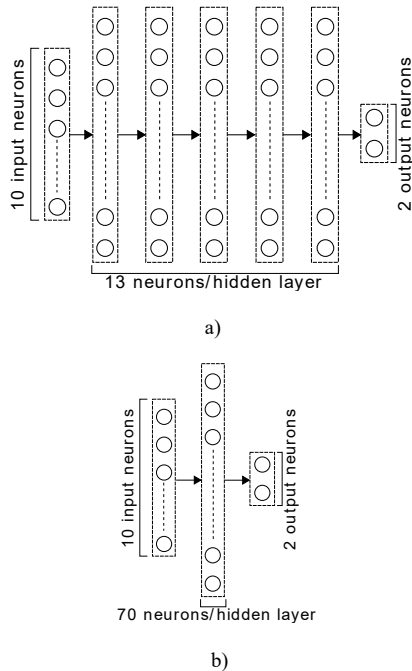 10 input neurons
2 output neurons
13 neurons/hidden layer
a)
10 input neurons
2 output neurons
70 neurons/hidden layer
b)